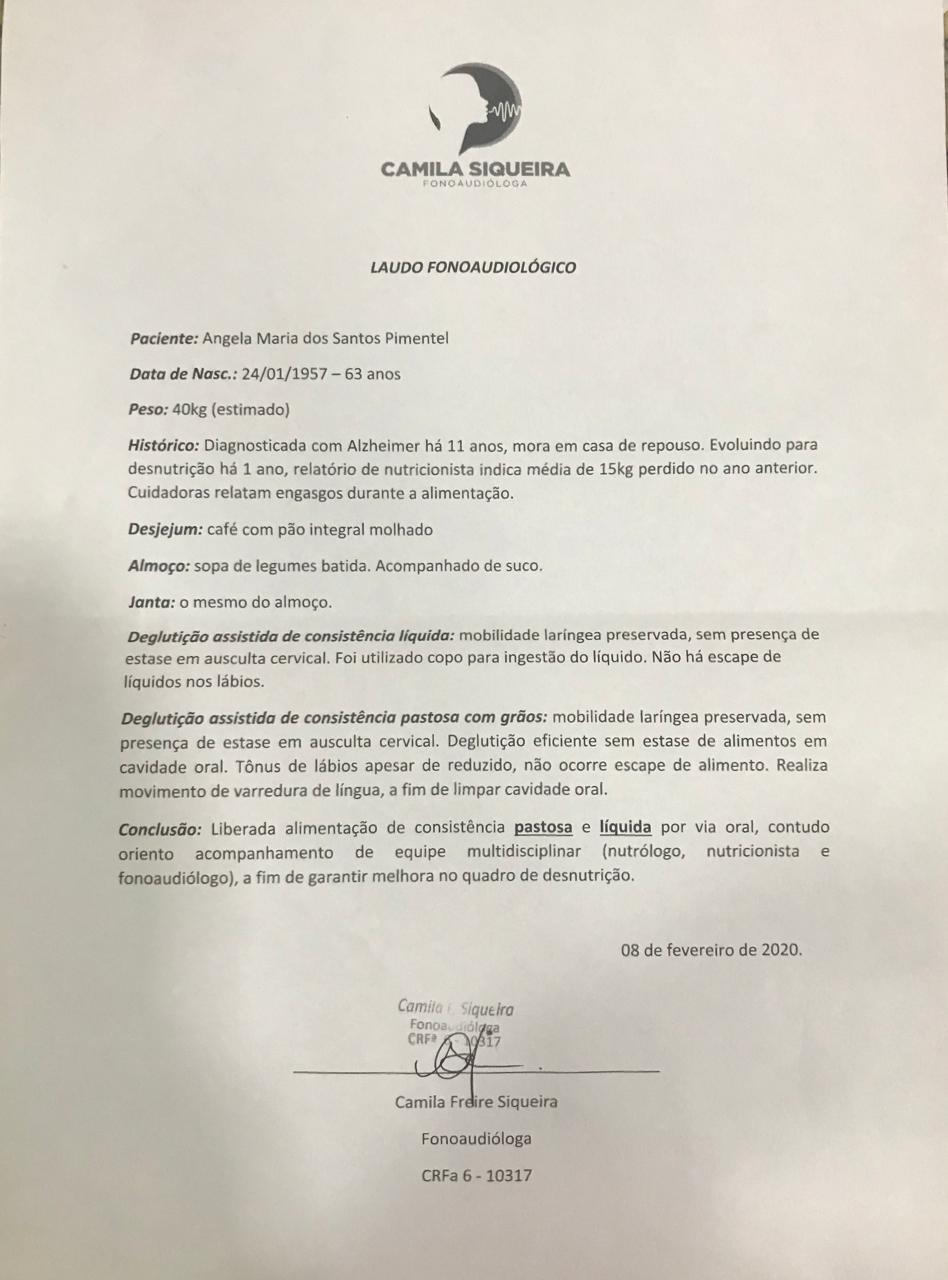 CAMILA SIQUEIRA
FONOAUDIÓLOGA
LAUDO FONOAUDIOLÓGICO
Paciente: Angela Maria dos Santos Pimentel
Data de Nasc.: 24/01/1957 – 63 anos
Peso: 40kg (estimado)
Histórico: Diagnosticada com Alzheimer há 11 anos, mora em casa de repouso. Evoluindo para
desnutrição há 1 ano, relatório de nutricionista indica média de 15kg perdido no ano anterior.
Cuidadoras relatam engasgos durante a alimentação.
Desjejum: café com pão integral molhado
Almoço: sopa de legumes batida. Acompanhado de suco.
Janta: o mesmo do almoço.
Deglutição assistida de consistência líquida: mobilidade laríngea preservada, sem presença de
estase em ausculta cervical. Foi utilizado copo para ingestão do líquido. Não há escape de
líquidos nos lábios.
Deglutição assistida de consistência pastosa com grãos: mobilidade laríngea preservada, sem
presença de estase em ausculta cervical. Deglutição eficiente sem estase de alimentos em
cavidade oral. Tônus de lábios apesar de reduzido, não ocorre escape de alimento. Realiza
movimento de varredura de língua, a fim de limpar cavidade oral.
Conclusão: Liberada alimentação de consistência pastosa e líquida por via oral, contudo
oriento acompanhamento de equipe multidisciplinar (nutrólogo, nutricionista e
fonoaudiólogo), a fim de garantir melhora no quadro de desnutrição.
08 de fevereiro de 2020.
Camila F. Siqueira
Fonoaudióloga
CRFª 6 - 10317
Camila Freire Siqueira
Fonoaudióloga
CRFa 6 - 10317